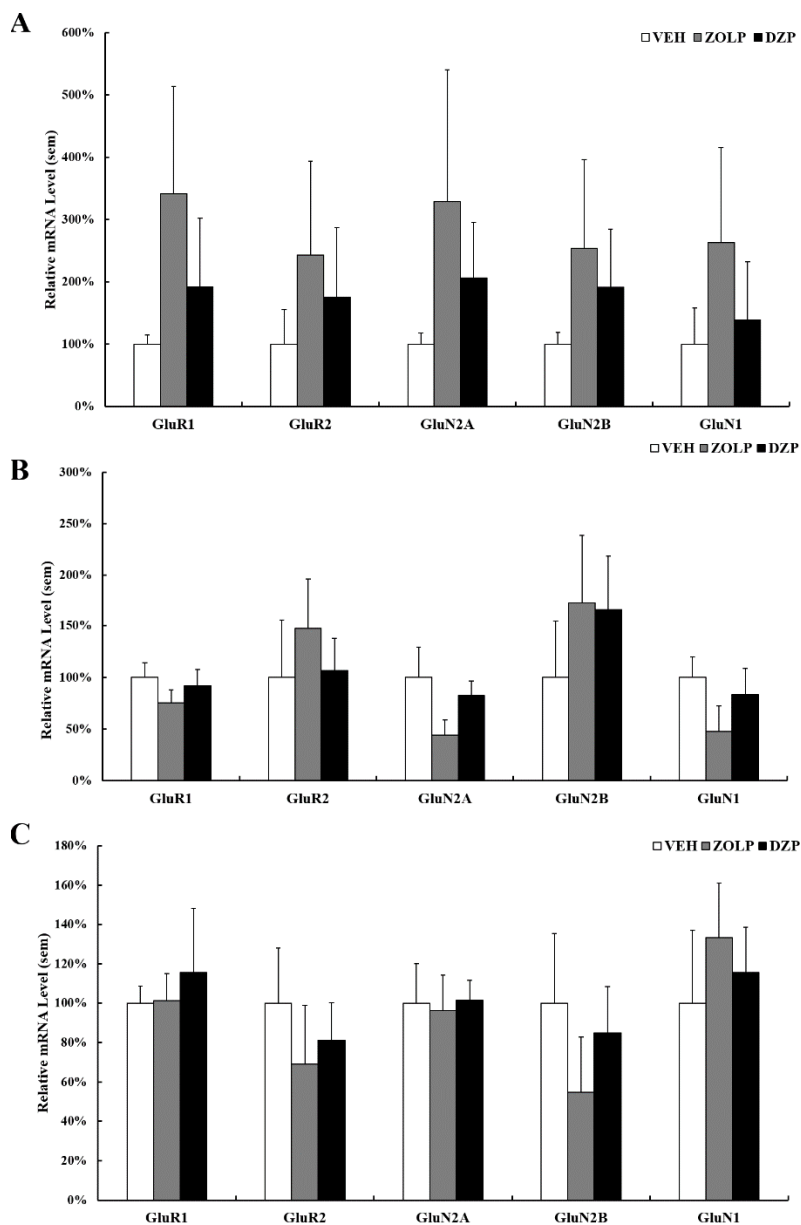 A
VEH ZOLP DZP
Relative mRNA Level (sem)
600%
500%
400%
300%
200%
100%
0%
GluR1 GluR2 GluN2A GluN2B GluN1
B
VEH ZOLP DZP
Relative mRNA Level (sem)
300%
250%
200%
150%
100%
50%
0%
GluR1 GluR2 GluN2A GluN2B GluN1
C
VEH ZOLP DZP
Relative mRNA Level (sem)
180%
160%
140%
120%
100%
80%
60%
40%
20%
0%
GluR1 GluR2 GluN2A GluN2B GluN1